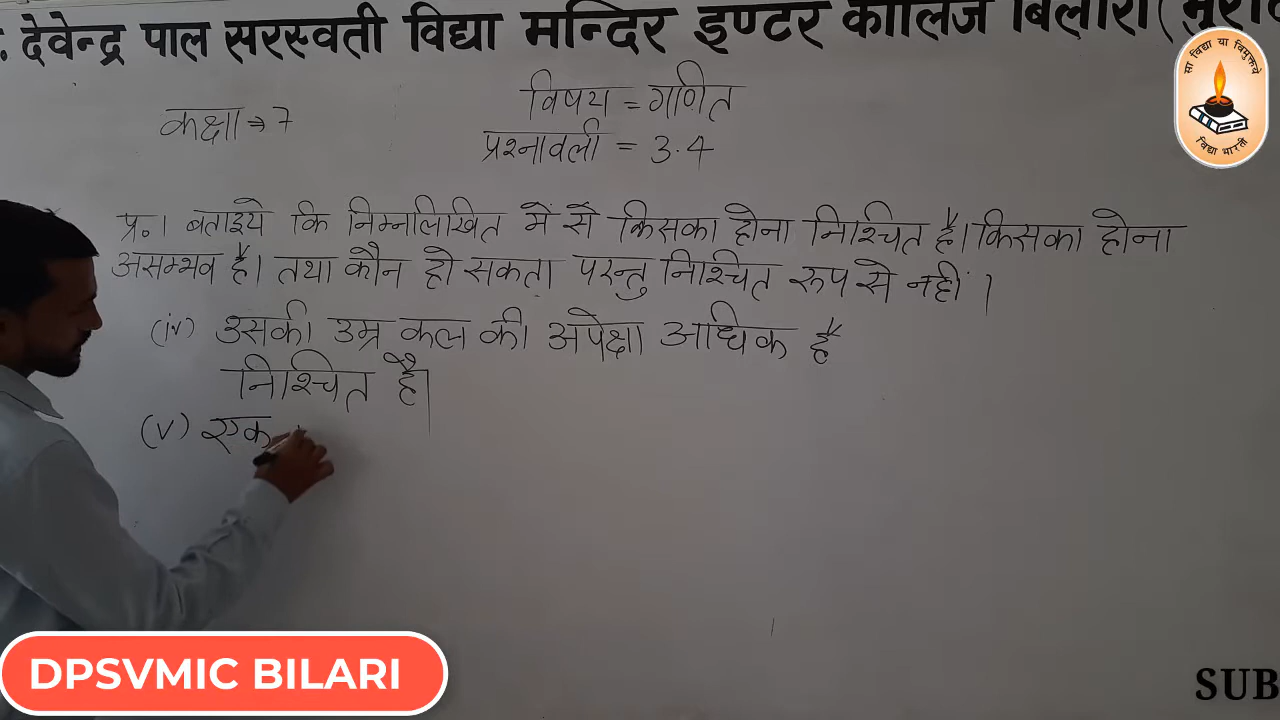 : देवेन्द्र पाल सरस्वती विद्या मन्दिर इण्टर कॉलिज बिलारी (मुराद
सा विद्या या विमुक्तये
विद्या भारती
विषय = गणित
कक्षा ⇒ 7
प्रश्नावली = 3.4
प्र॰ 1 बताइये कि निम्नलिखित में से किसका होना निश्चित है। किसका होना
असम्भव है। तथा कौन हो सकता परन्तु निश्चित रूप से नहीं।
(iv) उसकी उम्र कल की अपेक्षा अधिक है
निश्चित है।
(v) एक
DPSVMIC BILARI
SUB